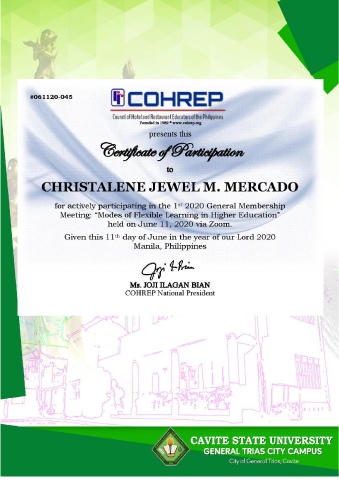 #061120-045
COHREP
Council of Hotel and Restaurant Educators of the Philippines
Founded in 1980 * www.cohrep.org
presents this
Certificate of Participation
to
CHRISTALENE JEWEL M. MERCADO
for actively participating in the 1st 2020 General Membership
Meeting: "Modes of Flexible Learning in Higher Education"
held on June 11, 2020 via Zoom.
Given this 11th day of June in the year of our Lord 2020
Manila, Philippines
Ms. JOJI ILAGAN BIAN
COHREP National President
CAVITE STATE UNIVERSITY
GENERAL TRIAS CITY CAMPUS
City of General Trias, Cavite